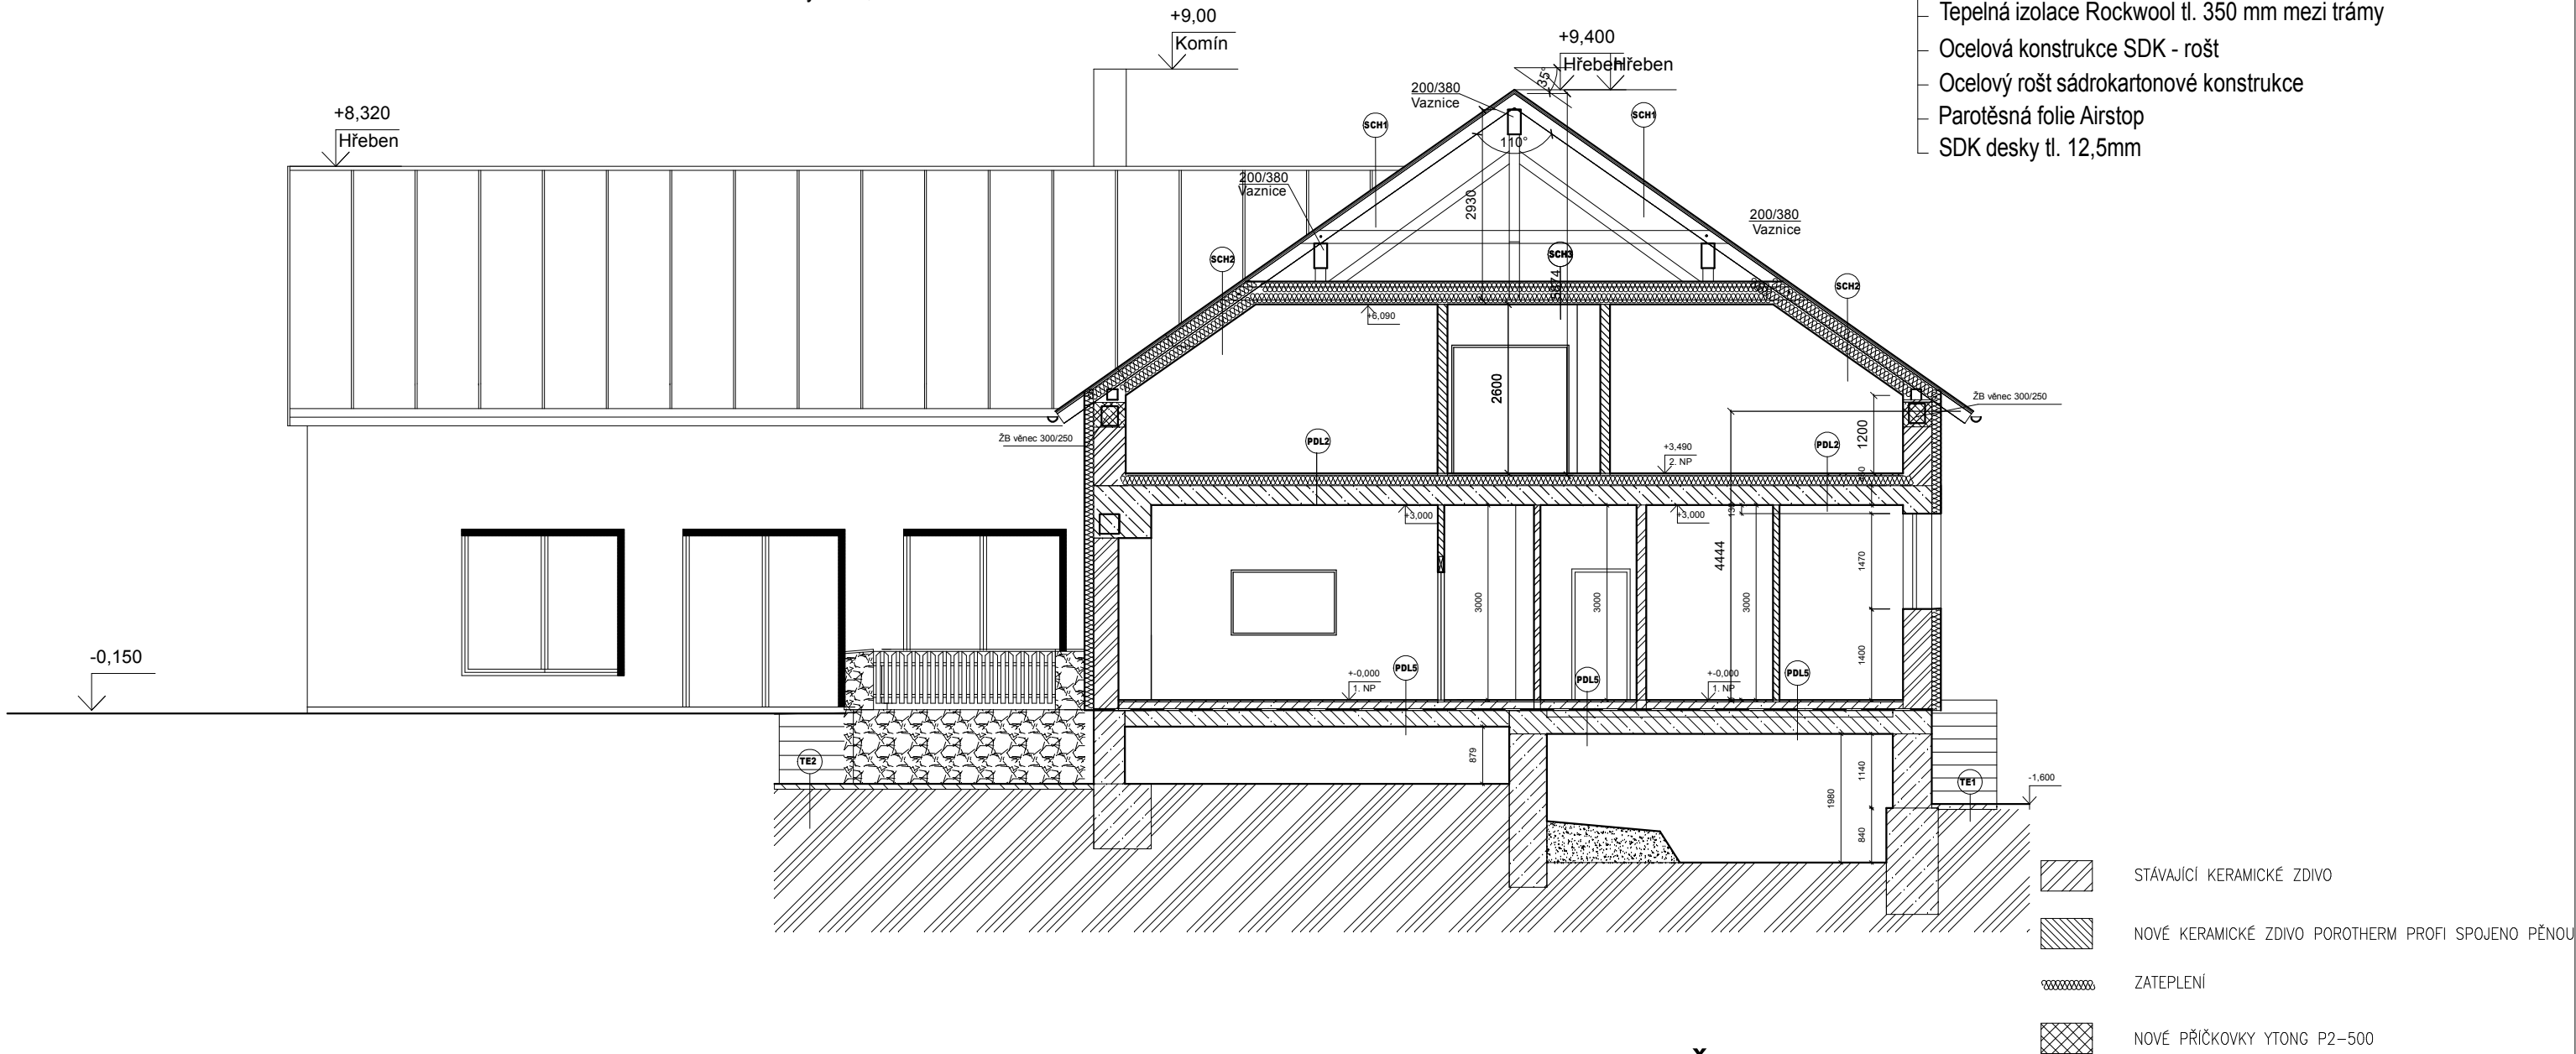 Tepelná izolace Rockwool tl. 350 mm mezi trámy
Ocelová konstrukce SDK - rošt
Ocelový rošt sádrokartonové konstrukce
Parotěsná folie Airstop
SDK desky tl. 12,5mm
+9,00
Komín
+9,400
Hřeben
Hřeben
35°
200/380
Vaznice
+8,320
Hřeben
SCH1
SCH1
110°
200/380
Vaznice
2930
200/380
Vaznice
SCH2
SCH3
5874
SCH2
+6,090
2600
ŽB věnec 300/250
ŽB věnec 300/250
1200
PDL2
PDL2
+3,490
2. NP
+3,000
+3,000
4444
1470
3000
3000
3000
1400
-0,150
PDL5
+-0,000
1. NP
PDL5
+-0,000
1. NP
PDL5
TE2
879
1980
1140
840
TE1
-1,600
STÁVAJÍCÍ KERAMICKÉ ZDIVO
NOVÉ KERAMICKÉ ZDIVO POROTHERM PROFI SPOJENO PĚNOU
ZATEPLENÍ
NOVÉ PŘÍČKOVKY YTONG P2-500